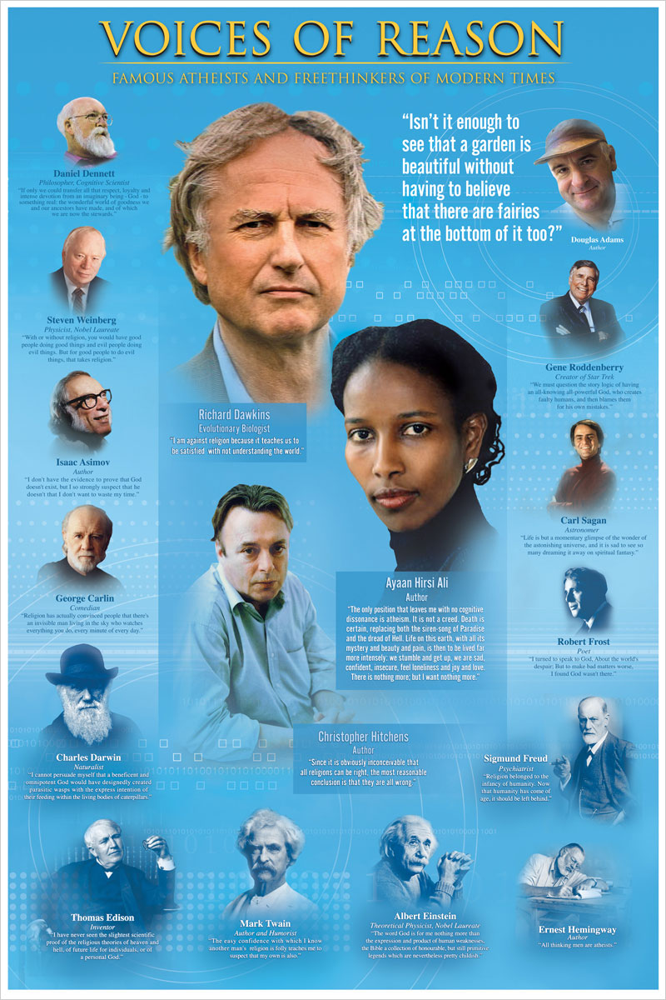 VOICES OF REASON
FAMOUS ATHEISTS AND FREETHINKERS OF MODERN TIMES
Daniel Dennett
Philosopher, Cognitive Scientist
“If only we could transfer all that respect, loyalty and
intense devotion from an imaginary being - God - to
something real: the wonderful world of goodness we
and our ancestors have made, and of which
we are now the stewards.”
“Isn’t it enough to
see that a garden is
beautiful without
having to believe
that there are fairies
at the bottom of it too?”
Douglas Adams
Author
Steven Weinberg
Physicist, Nobel Laureate
“With or without religion, you would have good
people doing good things and evil people doing
evil things. But for good people to do evil
things, that takes religion.”
Gene Roddenberry
Creator of Star Trek
“We must question the story logic of having
an all-knowing all-powerful God, who creates
faulty humans, and then blames them
for his own mistakes.”
Richard Dawkins
Evolutionary Biologist
“I am against religion because it teaches us to
be satisfied with not understanding the world.”
Isaac Asimov
Author
“I don't have the evidence to prove that God
doesn't exist, but I so strongly suspect that he
doesn't that I don't want to waste my time.”
Carl Sagan
Astronomer
“Life is but a momentary glimpse of the wonder of
the astonishing universe, and it is sad to see so
many dreaming it away on spiritual fantasy.”
George Carlin
Comedian
“Religion has actually convinced people that there's
an invisible man living in the sky who watches
everything you do, every minute of every day.”
Ayaan Hirsi Ali
Author
“The only position that leaves me with no cognitive
dissonance is atheism. It is not a creed. Death is
certain, replacing both the siren-song of Paradise
and the dread of Hell. Life on this earth, with all its
mystery and beauty and pain, is then to be lived far
more intensely: we stumble and get up, we are sad,
confident, insecure, feel loneliness and joy and love.
There is nothing more; but I want nothing more.”
Robert Frost
Poet
“I turned to speak to God, About the world's
despair; But to make bad matters worse,
I found God wasn't there.”
Charles Darwin
Naturalist
“I cannot persuade myself that a beneficent and
omnipotent God would have designedly created
parasitic wasps with the express intention of
their feeding within the living bodies of caterpillars.”
Christopher Hitchens
Author
“Since it is obviously inconceivable that
all religions can be right, the most reasonable
conclusion is that they are all wrong.”
Sigmund Freud
Psychiatrist
“Religion belonged to the
infancy of humanity. Now
that humanity has come of
age, it should be left behind.”
Thomas Edison
Inventor
“I have never seen the slightest scientific
proof of the religious theories of heaven and
hell, of future life for individuals, or of
a personal God.”
Mark Twain
Author and Humorist
“The easy confidence with which I know
another man's religion is folly teaches me to
suspect that my own is also.”
Albert Einstein
Theoretical Physicist, Nobel Laureate
“The word God is for me nothing more than
the expression and product of human weaknesses,
the Bible a collection of honourable, but still primitive
legends which are nevertheless pretty childish.”
Ernest Hemingway
Author
“All thinking men are atheists.”